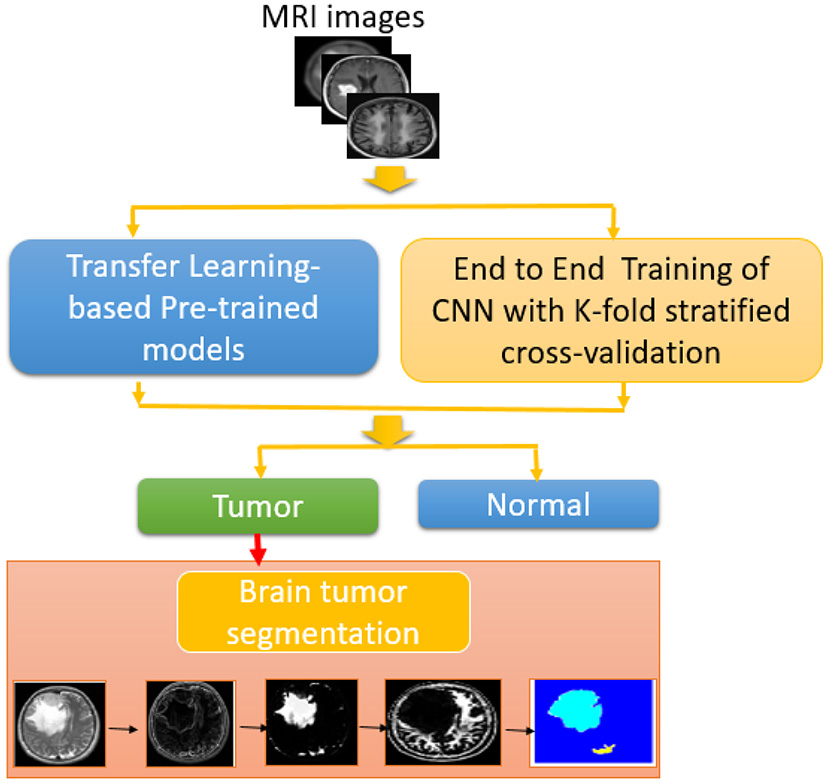 MRI images
Transfer Learning-
based Pre-trained
models
End to End Training of
CNN with K-fold stratified
cross-validation
Tumor
Normal
Brain tumor
segmentation